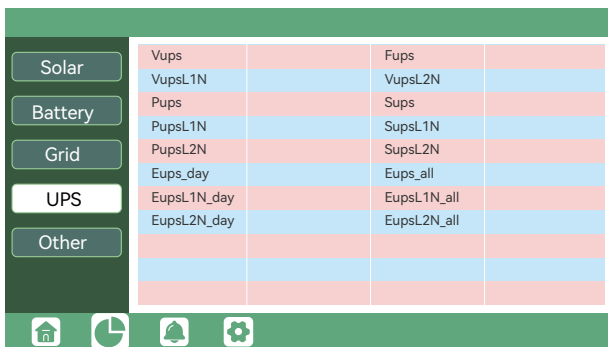 Solar
Battery
Grid
UPS
Other
Vups Fups
VupsL1N VupsL2N
Pups Sups
PupsL1N SupsL1N
PupsL2N SupsL2N
Eups_day Eups_all
EupsL1N_day EupsL1N_all
EupsL2N_day EupsL2N_all